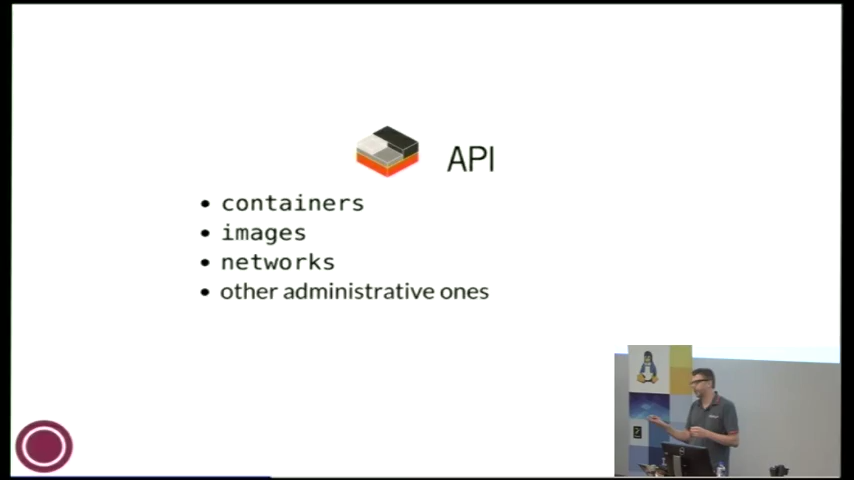 API
containers
images
networks
other administrative ones